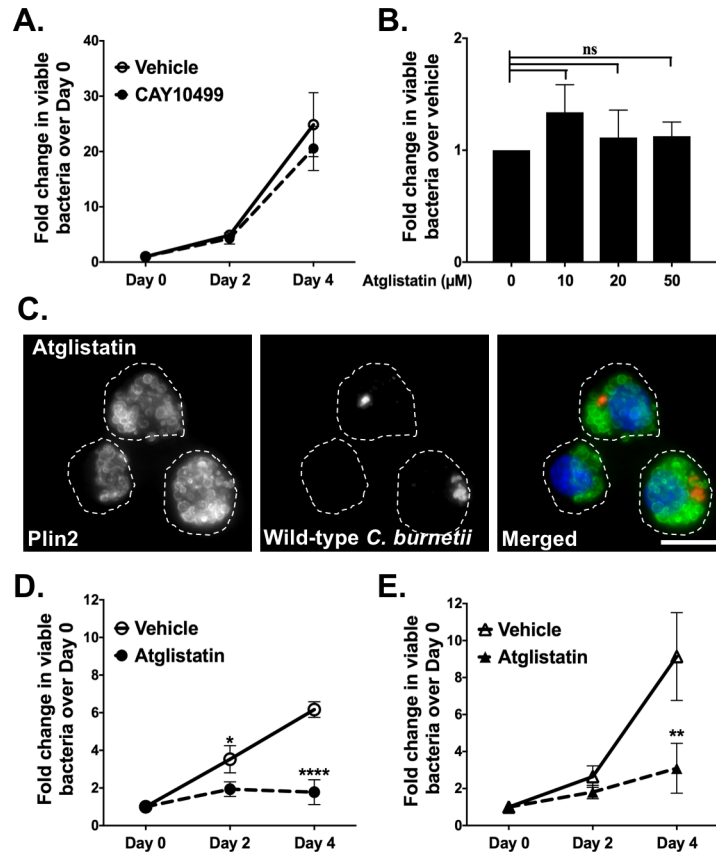 A.
Fold change in viable
bacteria over Day 0
40
30
20
10
0
Vehicle
CAY10499
Day 0 Day 2 Day 4
B.
Fold change in viable
bacteria over vehicle
2
1
0
ns
Atglistatin (µM) 0 10 20 50
C.
Atglistatin
Plin2
Wild-type C. burnetii
Merged
D.
Fold change in viable
bacteria over Day 0
12
10
8
6
4
2
0
Vehicle
Atglistatin
*
****
Day 0 Day 2 Day 4
E.
Fold change in viable
bacteria over Day 0
12
10
8
6
4
2
0
Vehicle
Atglistatin
**
Day 0 Day 2 Day 4